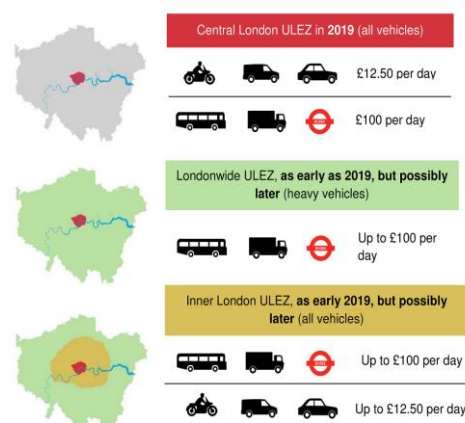 Central London ULEZ in 2019 (all vehicles)
£12.50 per day
£100 per day
Londonwide ULEZ, as early as 2019, but possibly
later (heavy vehicles)
Up to £100 per
day
Inner London ULEZ, as early 2019, but possibly
later (all vehicles)
Up to £100 per day
Up to £12.50 per day